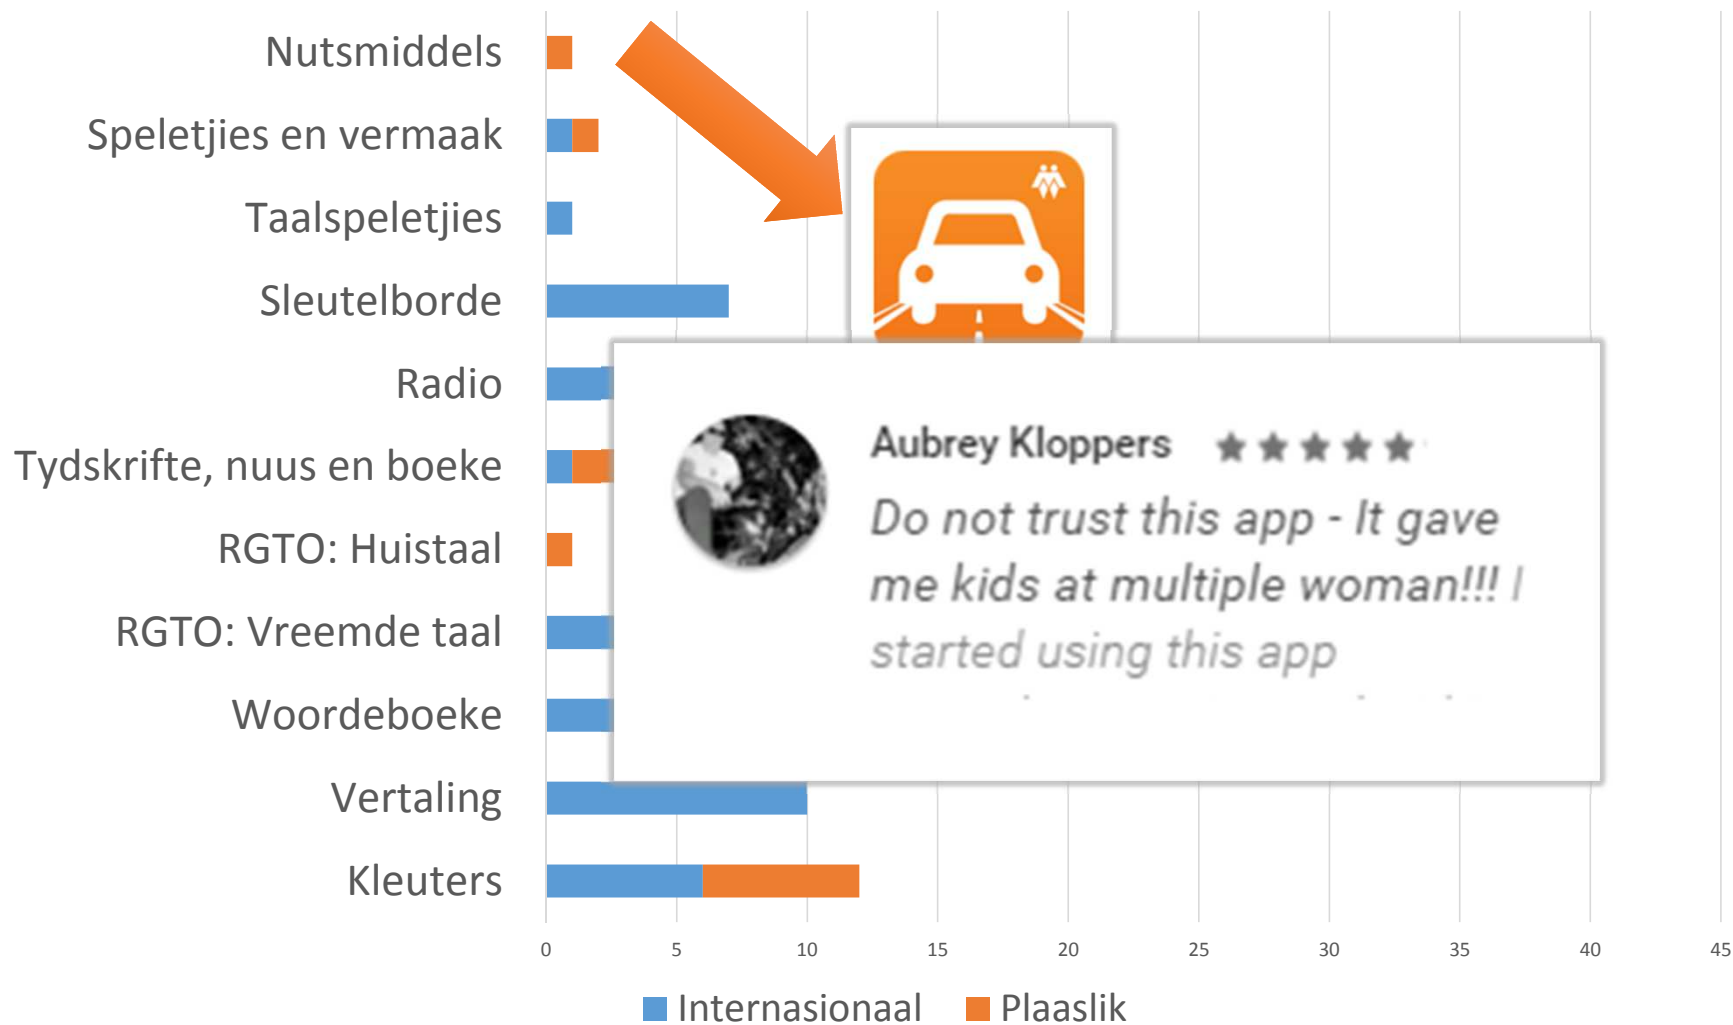 Nutsmiddels
Speletjies en vermaak
Taalspeletjies
Sleutelborde
Radio
Tydskrifte, nuus en boeke
RGTO: Huistaal
RGTO: Vreemde taal
Woordeboeke
Vertaling
Kleuters
Aubrey Kloppers
Do not trust this app - It gave
me kids at multiple woman!!! I
started using this app
0 5 10 15 20 25 30 35 40 45
Internasionaal Plaaslik